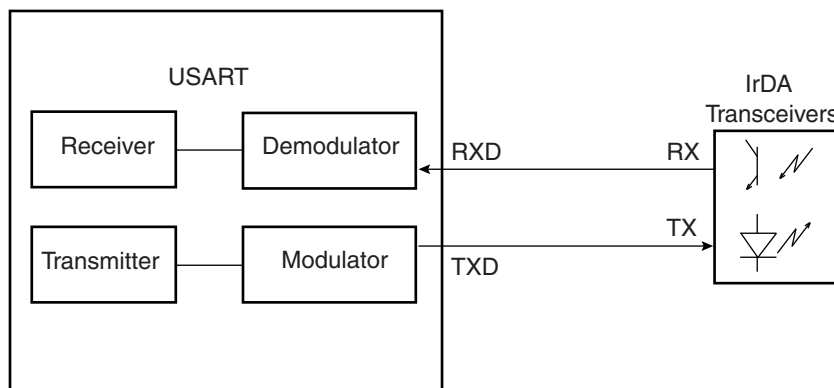 USART
IrDA
Transceivers
Receiver
Demodulator
RXD
RX
Transmitter
Modulator
TXD
TX